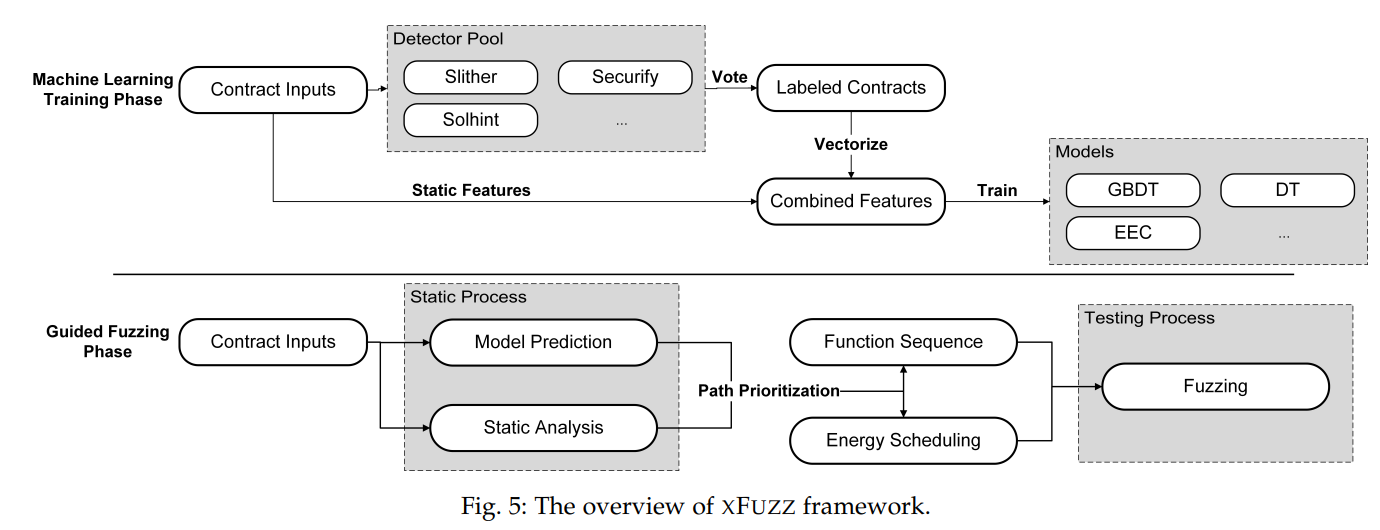 Machine Learning
Training Phase
Contract Inputs
Detector Pool
Slither
Securify
Solhint
...
Vote
Labeled Contracts
Vectorize
Static Features
Combined Features
Train
Models
GBDT
DT
EEC
...
Guided Fuzzing
Phase
Contract Inputs
Static Process
Model Prediction
Static Analysis
Path Prioritization
Function Sequence
Energy Scheduling
Testing Process
Fuzzing
Fig. 5: The overview of XFUZZ framework.